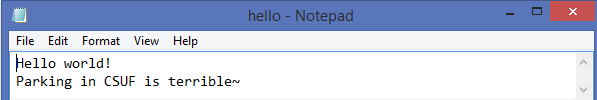 hello - Notepad
File Edit Format View Help
Hello world!
Parking in CSUF is terrible~